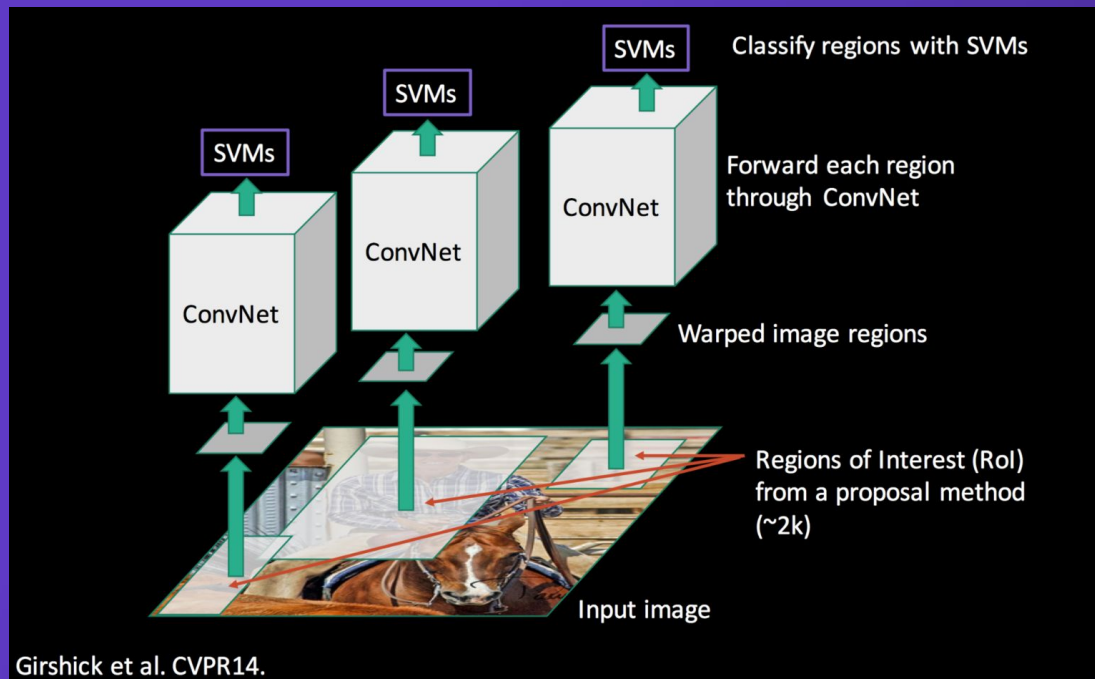 SVMs
Classify regions with SVMs
SVMs
SVMs
Forward each region
through ConvNet
ConvNet
ConvNet
ConvNet
Warped image regions
Regions of Interest (RoI)
from a proposal method
(~2k)
Input image
Girshick et al. CVPR14.